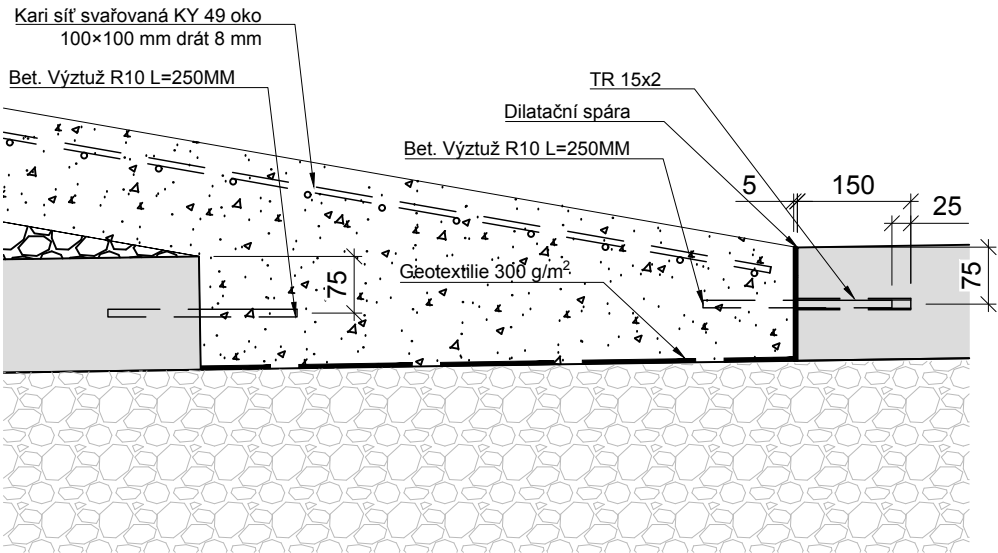 Kari síť svařovaná KY 49 oko
100×100 mm drát 8 mm
Bet. Výztuž R10 L=250MM
TR 15x2
Dilatační spára
Bet. Výztuž R10 L=250MM
5
150
25
75
Geotextilie 300 g/m²
75